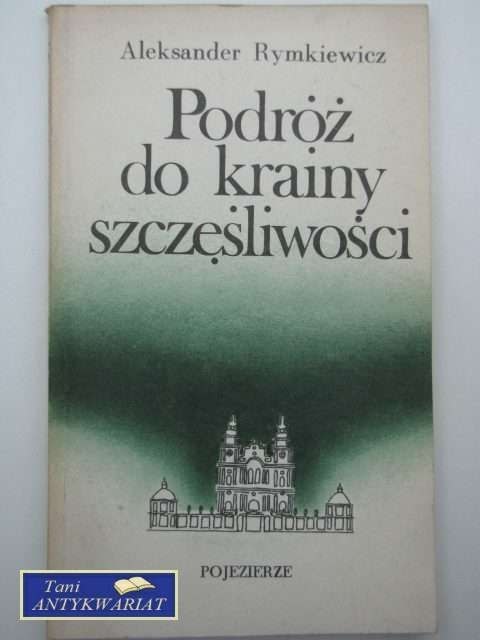 Aleksander Rymkiewicz
Podróż
do krainy
szczęśliwości
POJEZIERZE
Tani
ANTYKWARIAT